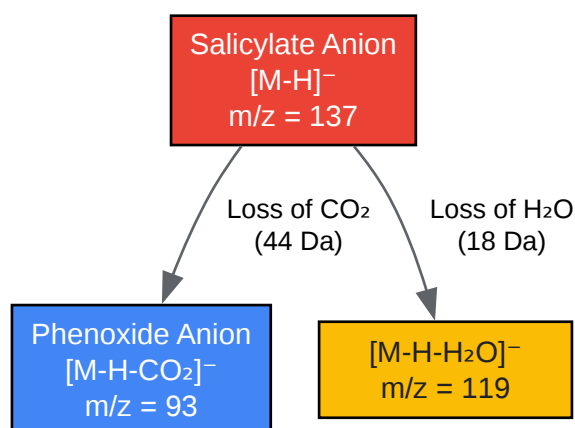 Salicylate Anion
[M-H]⁻
m/z = 137
Loss of CO₂
(44 Da)
Loss of H₂O
(18 Da)
Phenoxide Anion
[M-H-CO₂]⁻
m/z = 93
[M-H-H₂O]⁻
m/z = 119